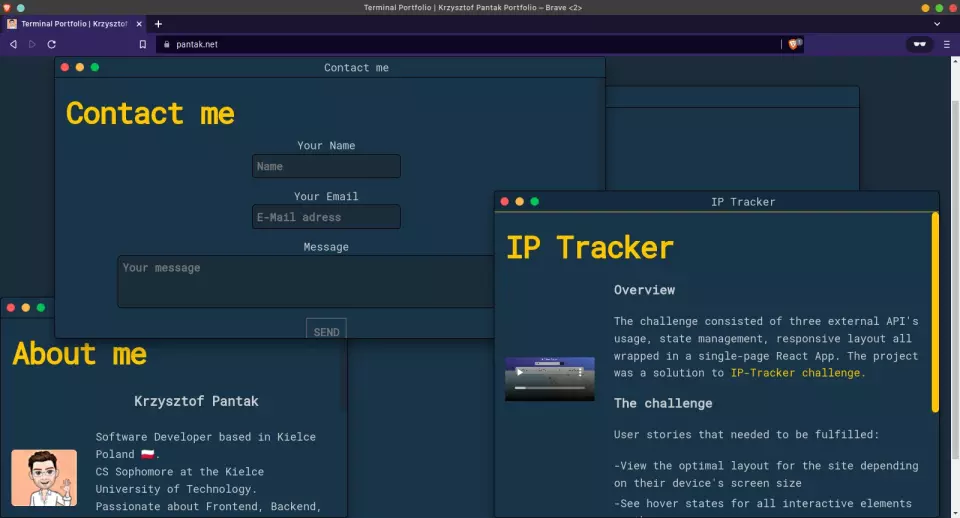 Terminal Portfolio | Krzysztof Pantak Portfolio – Brave <2>
Terminal Portfolio | Krzysztof
pantak.net
Contact me
Contact me
Your Name
Name
Your Email
E-Mail adress
Message
Your message
SEND
IP Tracker
IP Tracker
Overview
The challenge consisted of three external API's
usage, state management, responsive layout all
wrapped in a single-page React App. The project
was a solution to IP-Tracker challenge.
The challenge
User stories that needed to be fulfilled:
-View the optimal layout for the site depending
on their device's screen size
-See hover states for all interactive elements
About me
Krzysztof Pantak
Software Developer based in Kielce
Poland 🇵🇱.
CS Sophomore at the Kielce
University of Technology.
Passionate about Frontend, Backend,